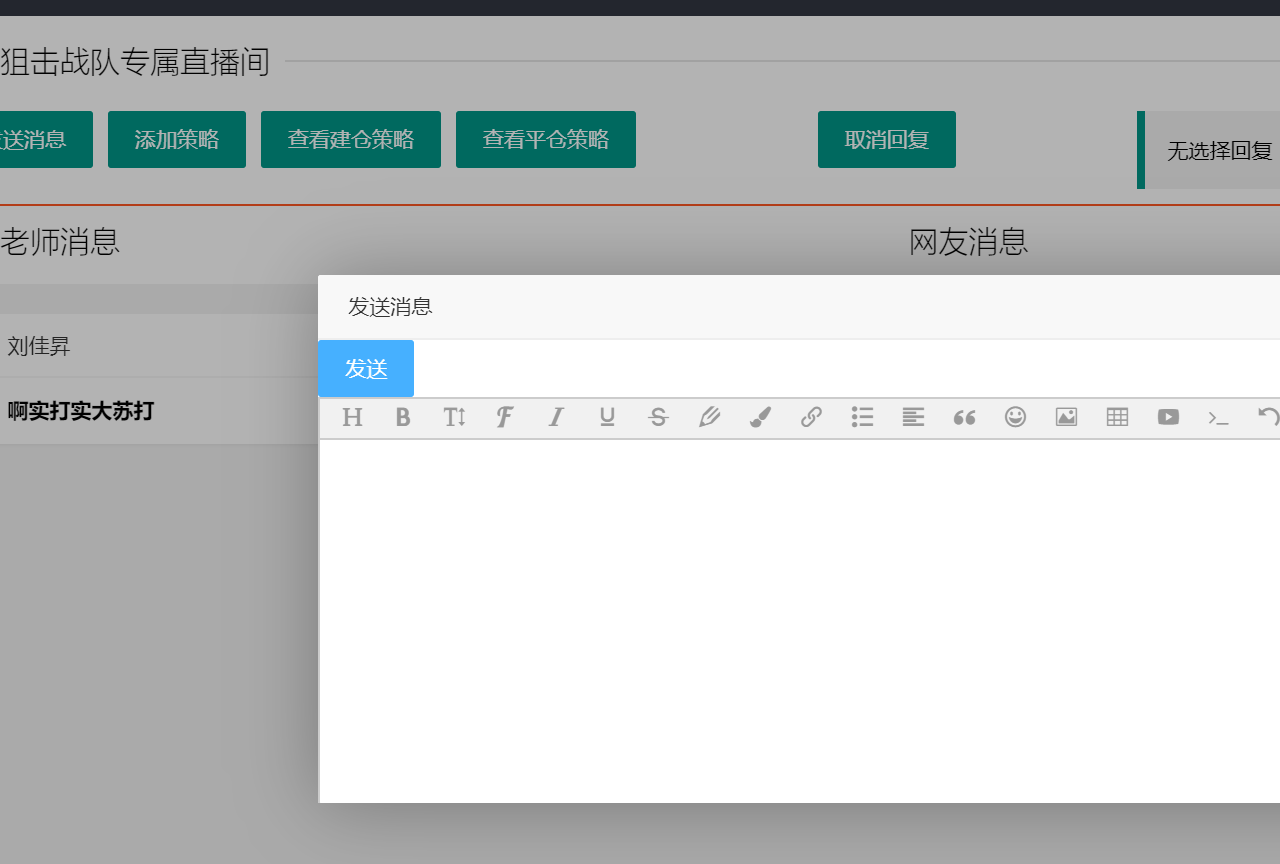 狙击战队专属直播间
送消息 添加策略 查看建仓策略 查看平仓策略 取消回复 无选择回复
老师消息 网友消息
发送消息
刘佳昇
发送
啊实打实大苏打